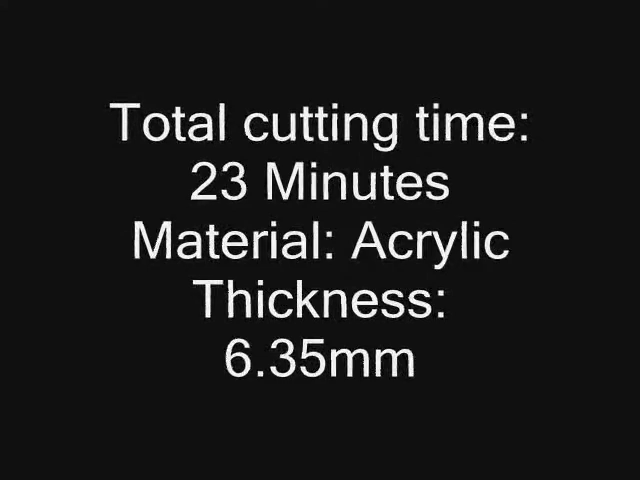 Total cutting time:
23 Minutes
Material: Acrylic
Thickness:
6.35mm